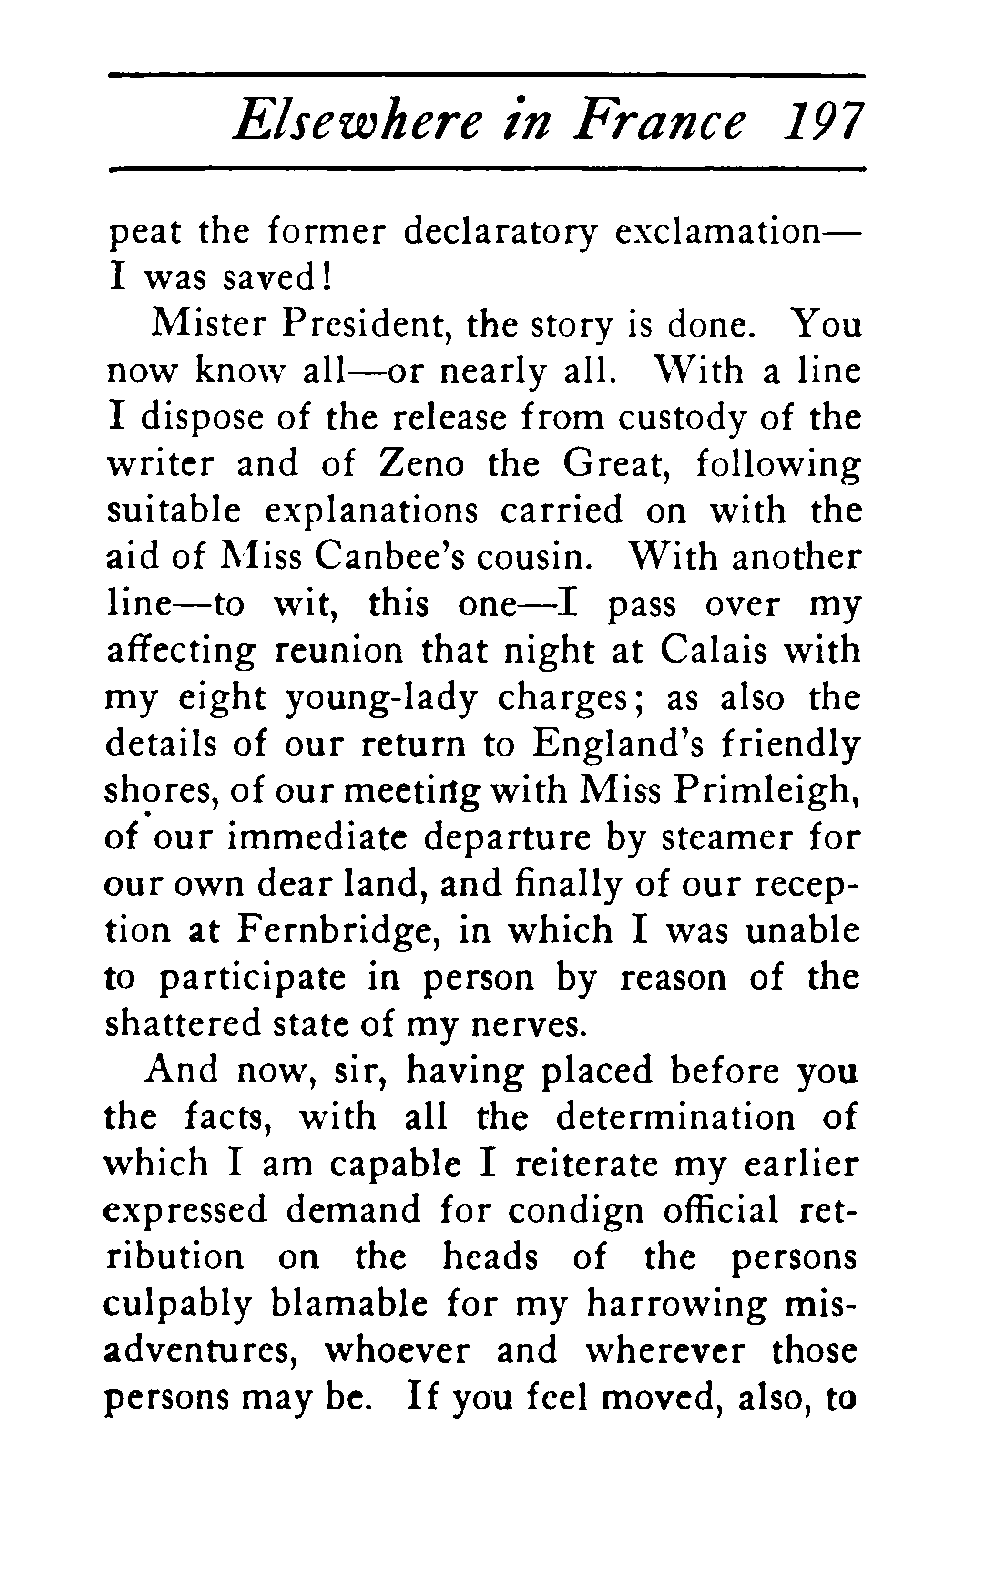 Elsewhere in France 197
peat the former declaratory exclamation—
I was saved!
Mister President, the story is done. You
now know all—or nearly all. With a line
I dispose of the release from custody of the
writer and of Zeno the Great, following
suitable explanations carried on with the
aid of Miss Canbee's cousin. With another
line—to wit, this one—I pass over my
affecting reunion that night at Calais with
my eight young-lady charges; as also the
details of our return to England's friendly
shores, of our meeting with Miss Primleigh,
of our immediate departure by steamer for
our own dear land, and finally of our recep-
tion at Fernbridge, in which I was unable
to participate in person by reason of the
shattered state of my nerves.
And now, sir, having placed before you
the facts, with all the determination of
which I am capable I reiterate my earlier
expressed demand for condign official ret-
ribution on the heads of the persons
culpably blamable for my harrowing mis-
adventures, whoever and wherever those
persons may be. If you feel moved, also, to